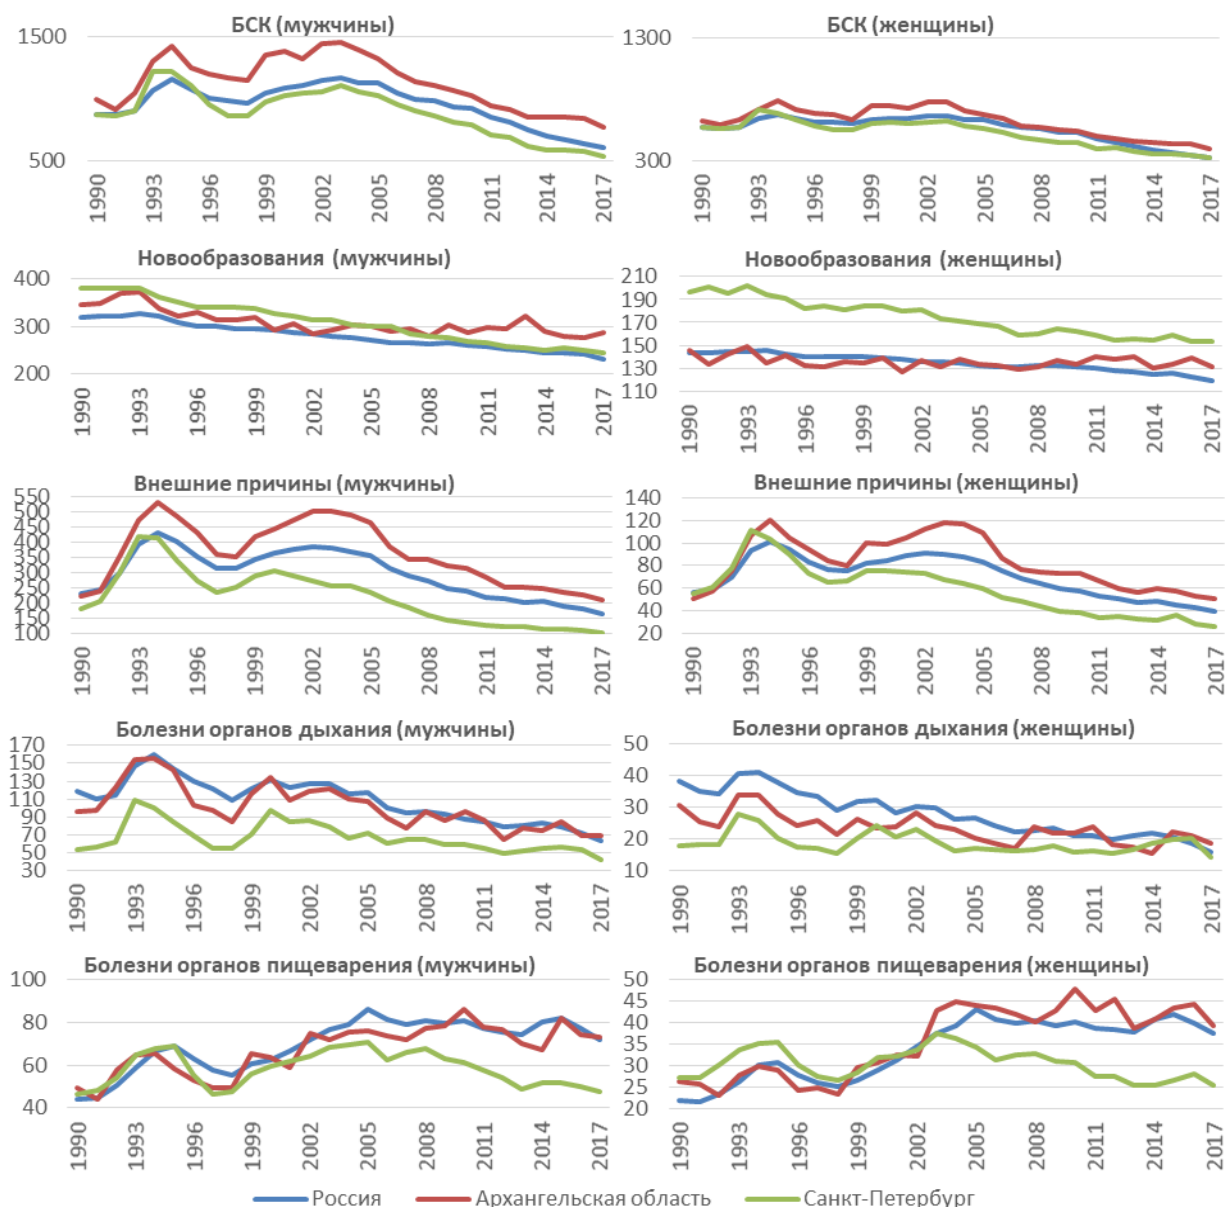 БСК (мужчины)
1500
500
1990 1993 1996 1999 2002 2005 2008 2011 2014 2017
БСК (женщины)
1300
300
1990 1993 1996 1999 2002 2005 2008 2011 2014 2017
Новообразования (мужчины)
400
300
200
1990 1993 1996 1999 2002 2005 2008 2011 2014 2017
Новообразования (женщины)
210
190
170
150
130
110
1990 1993 1996 1999 2002 2005 2008 2011 2014 2017
Внешние причины (мужчины)
550
500
450
400
350
300
250
200
150
100
1990 1993 1996 1999 2002 2005 2008 2011 2014 2017
Внешние причины (женщины)
140
120
100
80
60
40
20
1990 1993 1996 1999 2002 2005 2008 2011 2014 2017
Болезни органов дыхания (мужчины)
170
150
130
110
90
70
50
30
1990 1993 1996 1999 2002 2005 2008 2011 2014 2017
Болезни органов дыхания (женщины)
50
40
30
20
10
1990 1993 1996 1999 2002 2005 2008 2011 2014 2017
Болезни органов пищеварения (мужчины)
100
80
60
40
1990 1993 1996 1999 2002 2005 2008 2011 2014 2017
Болезни органов пищеварения (женщины)
50
45
40
35
30
25
20
1990 1993 1996 1999 2002 2005 2008 2011 2014 2017
Россия Архангельская область Санкт-Петербург